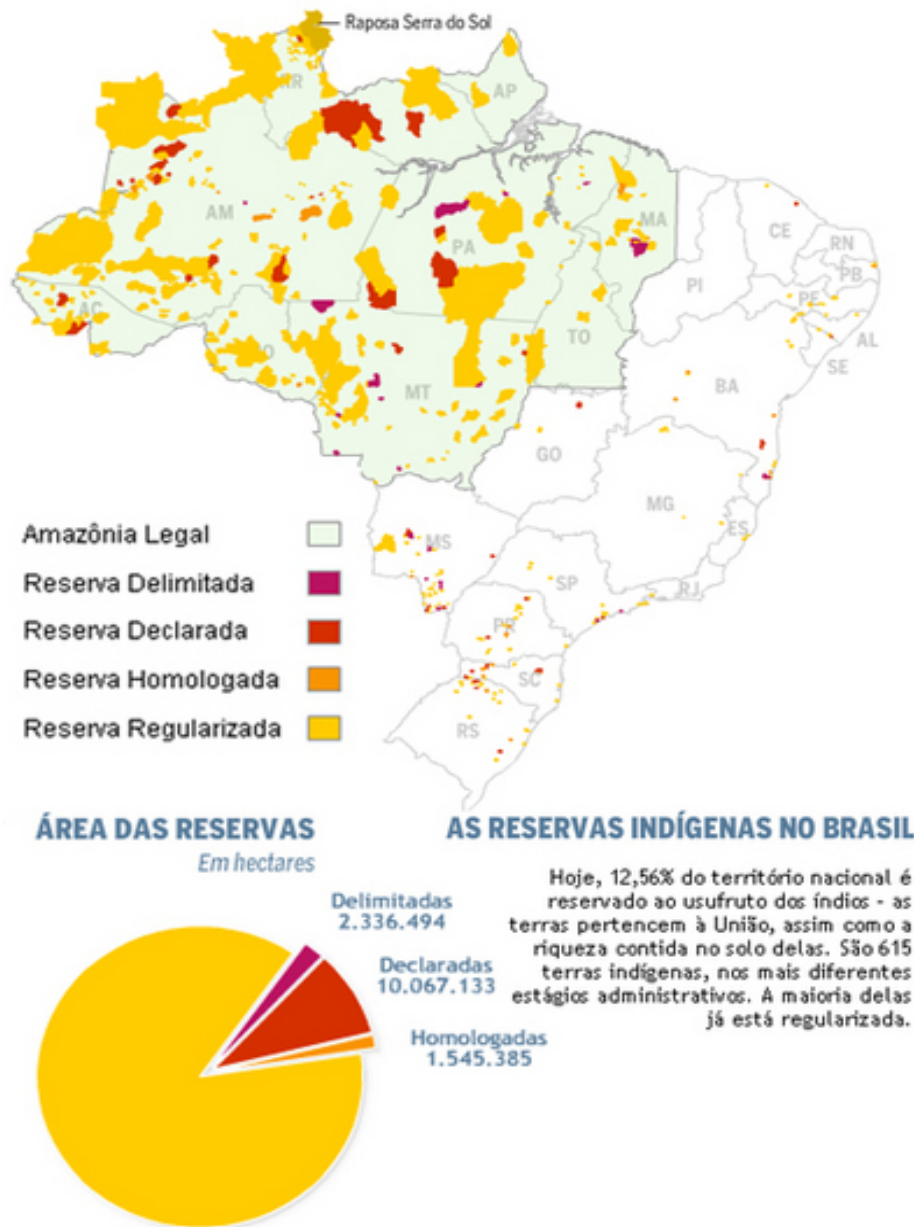 Raposa Serra do Sol
RR
AP
AM
PA
MA
CE
RN
PB
PI
PE
AC
RO
TO
AL
SE
BA
MT
GO
MG
ES
MS
SP
RJ
PR
SC
RS
Amazônia Legal
Reserva Delimitada
Reserva Declarada
Reserva Homologada
Reserva Regularizada
ÁREA DAS RESERVAS
Em hectares
Delimitadas
2.336.494
Declaradas
10.067.133
Homologadas
1.545.385
AS RESERVAS INDÍGENAS NO BRASIL
Hoje, 12,56% do território nacional é
reservado ao usufruto dos índios - as
terras pertencem à União, assim como a
riqueza contida no solo delas. São 615
terras indígenas, nos mais diferentes
estágios administrativos. A maioria delas
já está regularizada.